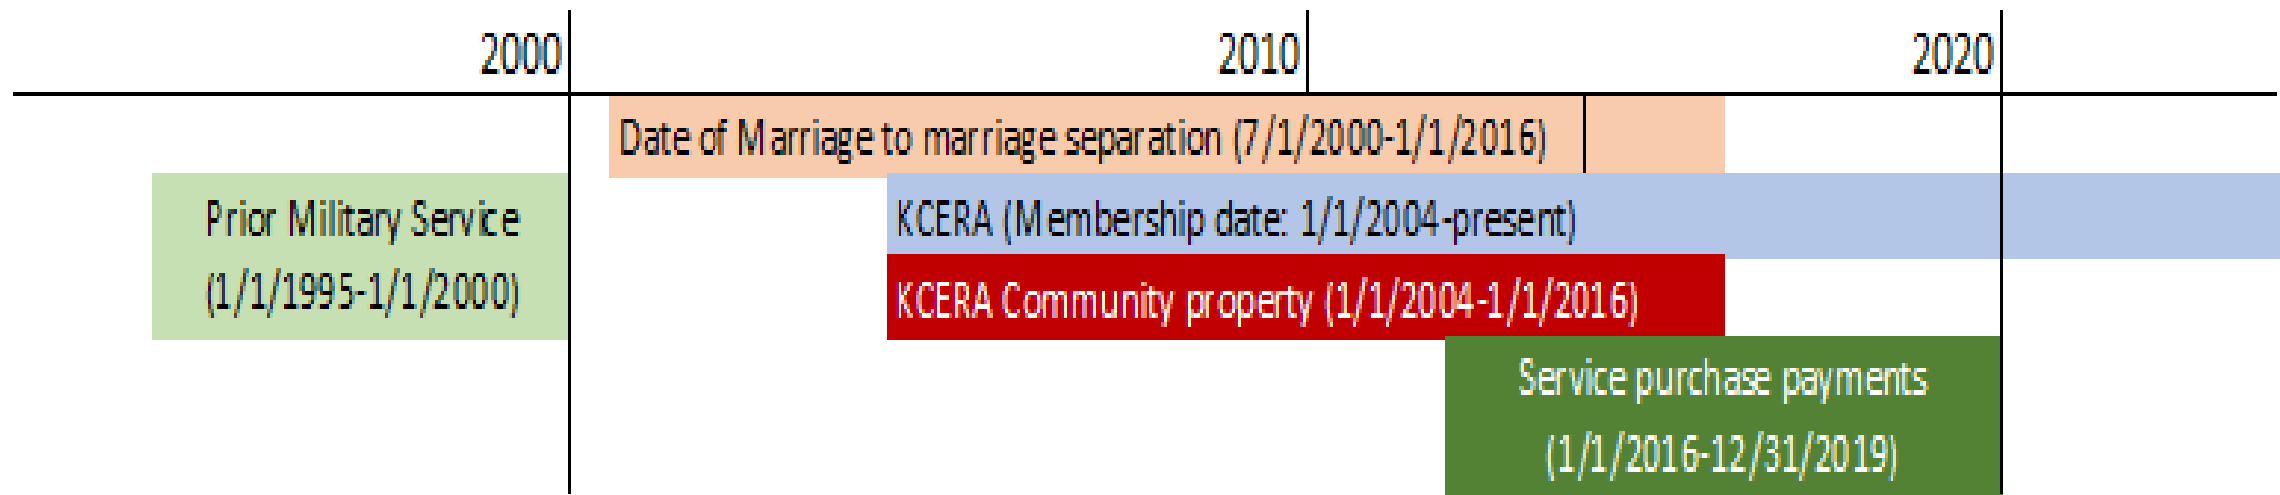 2000
2010
2020
Date of Marriage to marriage separation (7/1/2000-1/1/2016)
Prior Military Service
(1/1/1995-1/1/2000)
KCERA (Membership date: 1/1/2004-present)
KCERA Community property (1/1/2004-1/1/2016)
Service purchase payments
(1/1/2016-12/31/2019)